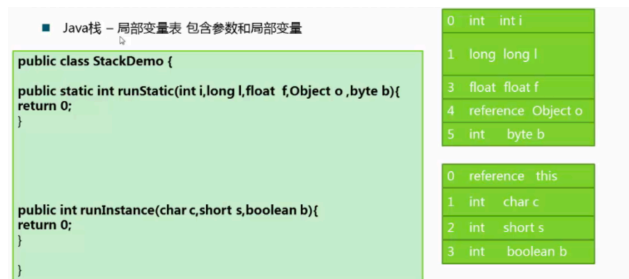 Java栈 – 局部变量表 包含参数和局部变量
public class StackDemo {
public static int runStatic(int i,long l,float f,Object o ,byte b){
return 0;
}
public int runInstance(char c,short s,boolean b){
return 0;
}
}
0 int int i
1 long long l
3 float float f
4 reference Object o
5 int byte b
0 reference this
1 int char c
2 int short s
3 int boolean b